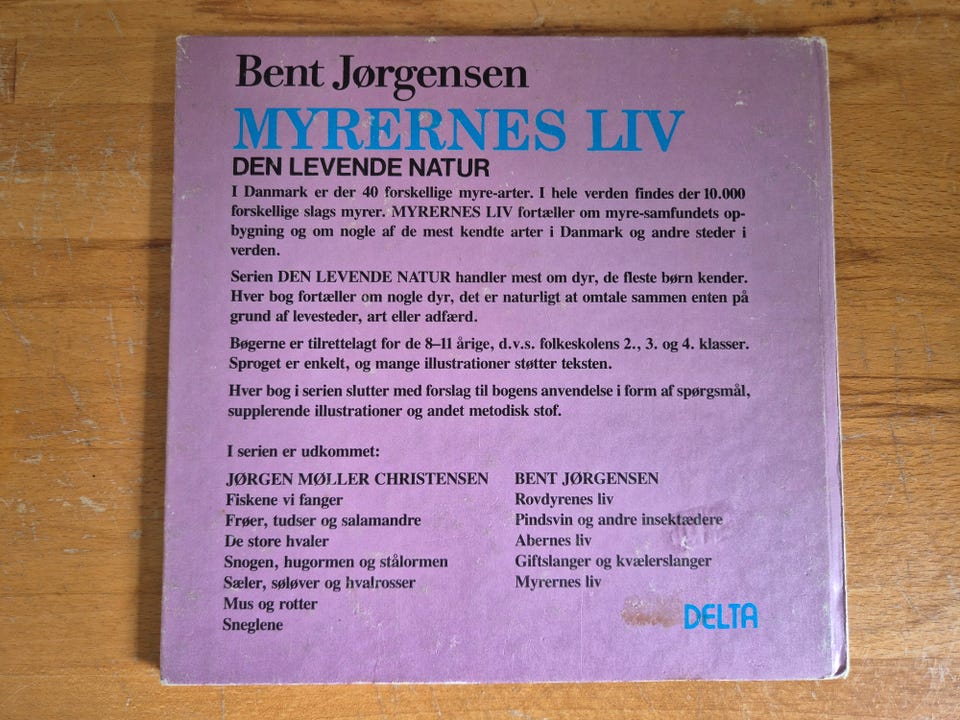 Bent Jørgensen
MYRERNES LIV
DEN LEVENDE NATUR
I Danmark er der 40 forskellige myre-arter. I hele verden findes der 10.000
forskellige slags myrer. MYRERNES LIV fortæller om myre-samfundets op-
bygning og om nogle af de mest kendte arter i Danmark og andre steder i
verden.
Serien DEN LEVENDE NATUR handler mest om dyr, de fleste børn kender.
Hver bog fortæller om nogle dyr, det er naturligt at omtale sammen enten på
grund af levesteder, art eller adfærd.
Bøgerne er tilrettelagt for de 8–11 årige, d.v.s. folkeskolens 2., 3. og 4. klasser.
Sproget er enkelt, og mange illustrationer støtter teksten.
Hver bog i serien slutter med forslag til bogens anvendelse i form af spørgsmål,
supplerende illustrationer og andet metodisk stof.
I serien er udkommet:
JØRGEN MØLLER CHRISTENSEN
Fiskene vi fanger
Frøer, tudser og salamandre
De store hvaler
Snogen, hugormen og stålormen
Sæler, søløver og hvalrosser
Mus og rotter
Sneglene
BENT JØRGENSEN
Rovdyrenes liv
Pindsvin og andre insektædere
Abernes liv
Giftslanger og kvælerslanger
Myrernes liv
DELTA